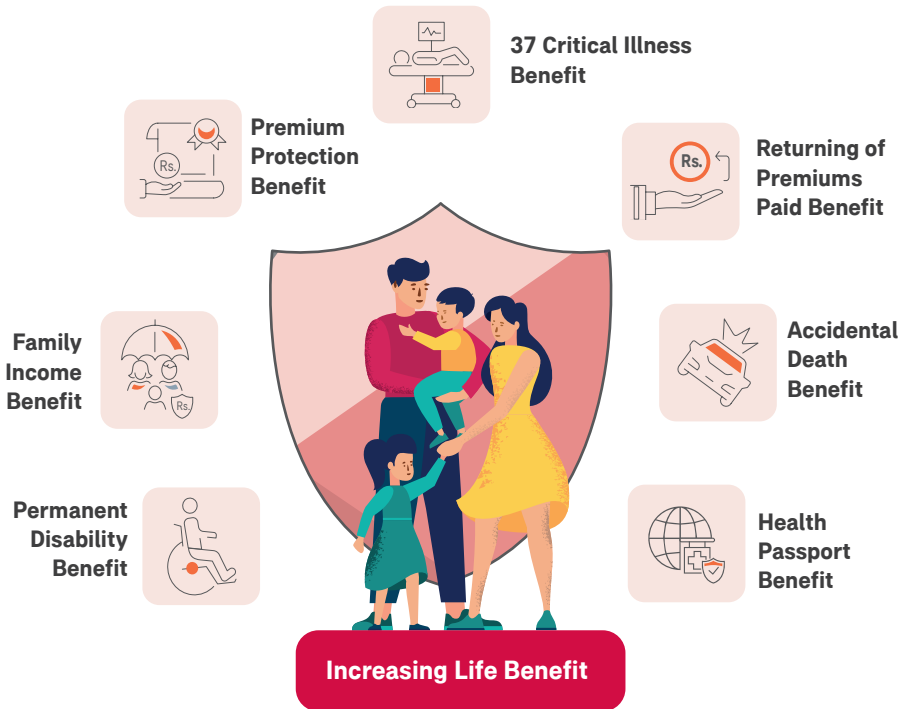 37 Critical Illness
Benefit
Premium
Protection
Benefit
Rs.
Rs.
Returning of
Premiums
Paid Benefit
Family
Income
Benefit
Rs.
Accidental
Death
Benefit
Permanent
Disability
Benefit
Health
Passport
Benefit
Increasing Life Benefit